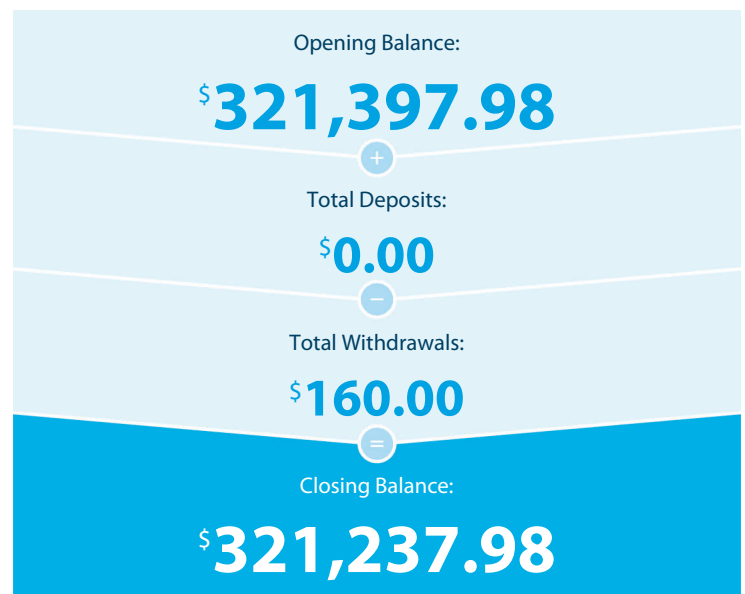 Opening Balance:
$321,397.98
+
Total Deposits:
$0.00
−
Total Withdrawals:
$160.00
=
Closing Balance:
$321,237.98